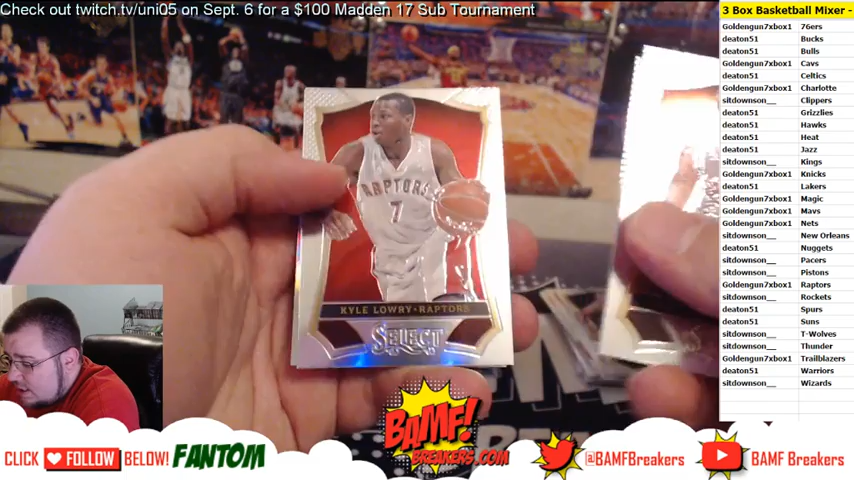 Check out twitch.tv/uni05 on Sept. 6 for a $100 Madden 17 Sub Tournament
RAPTORS
7
KYLE LOWRY•RAPTORS
SELECT
3 Box Basketball Mixer -
Goldengun7xbox1 76ers
deaton51 Bucks
deaton51 Bulls
Goldengun7xbox1 Cavs
deaton51 Celtics
Goldengun7xbox1 Charlotte
sitdownson__ Clippers
deaton51 Grizzlies
deaton51 Hawks
deaton51 Heat
deaton51 Jazz
sitdownson__ Kings
Goldengun7xbox1 Knicks
deaton51 Lakers
Goldengun7xbox1 Magic
Goldengun7xbox1 Mavs
Goldengun7xbox1 Nets
sitdownson__ New Orleans
deaton51 Nuggets
sitdownson__ Pacers
sitdownson__ Pistons
Goldengun7xbox1 Raptors
sitdownson__ Rockets
deaton51 Spurs
deaton51 Suns
sitdownson__ T-Wolves
sitdownson__ Thunder
Goldengun7xbox1 Trailblazers
deaton51 Warriors
sitdownson__ Wizards
CLICK FOLLOW BELOW! FANTOM
BAMF!
BREAKERS.COM
@BAMFBreakers
BAMF Breakers